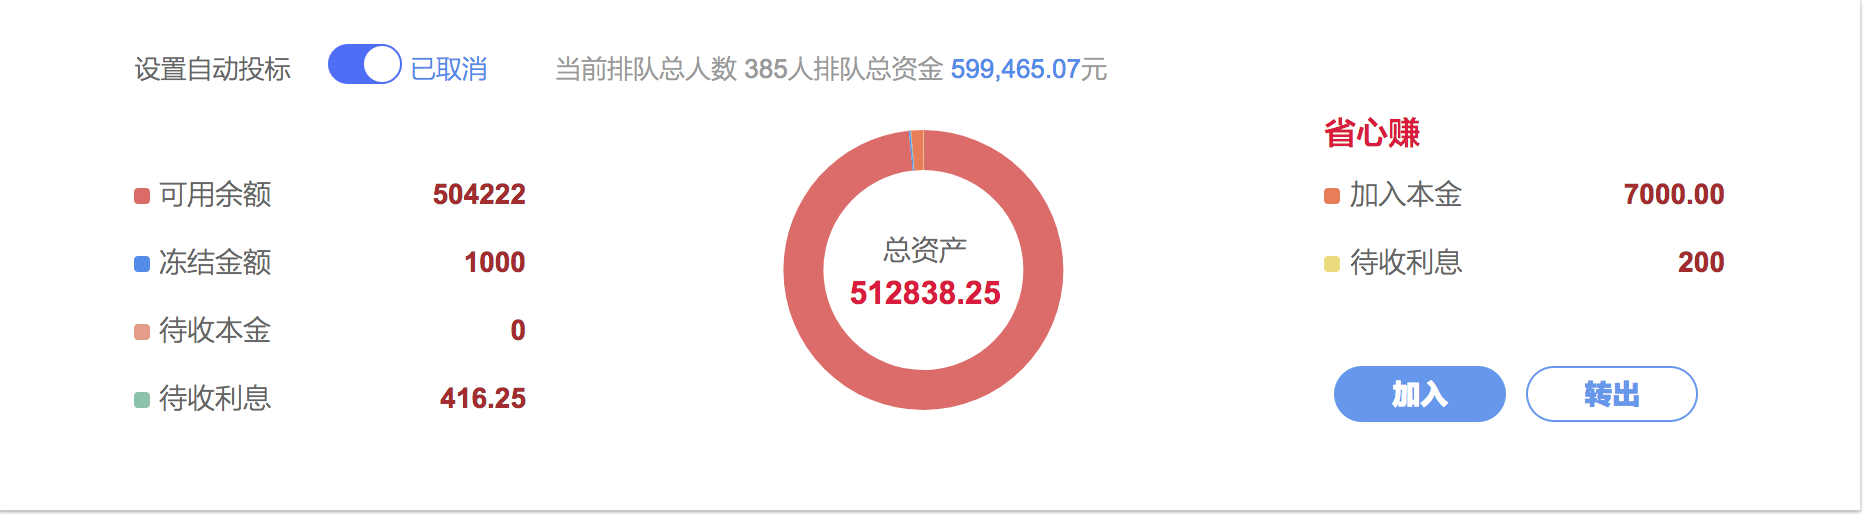 设置自动投标 已取消 当前排队总人数 385人排队总资金 599,465.07元
可用余额 504222
冻结金额 1000
待收本金 0
待收利息 416.25
总资产
512838.25
省心赚
加入本金 7000.00
待收利息 200
加入 转出